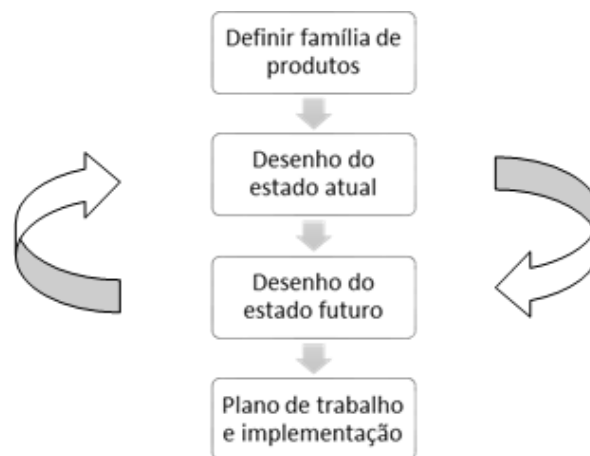 Definir família de
produtos
Desenho do
estado atual
Desenho do
estado futuro
Plano de trabalho
e implementação